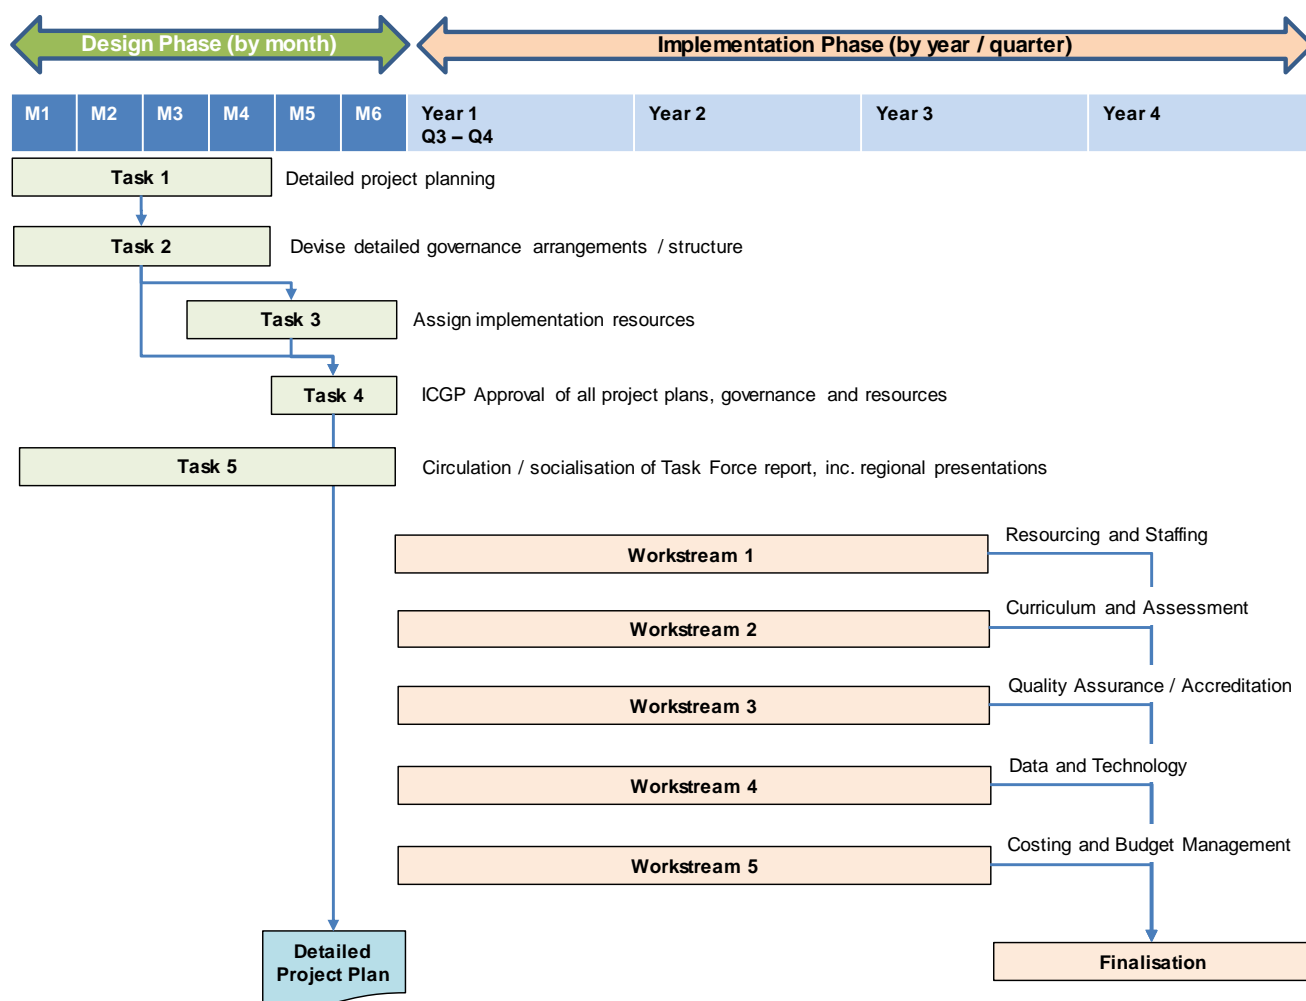 Design Phase (by month)
Implementation Phase (by year / quarter)
M1
M2
M3
M4
M5
M6
Year 1
Q3 – Q4
Year 2
Year 3
Year 4
Task 1
Detailed project planning
Task 2
Devise detailed governance arrangements / structure
Task 3
Assign implementation resources
Task 4
ICGP Approval of all project plans, governance and resources
Task 5
Circulation / socialisation of Task Force report, inc. regional presentations
Resourcing and Staffing
Workstream 1
Curriculum and Assessment
Workstream 2
Quality Assurance / Accreditation
Workstream 3
Data and Technology
Workstream 4
Costing and Budget Management
Workstream 5
Detailed
Project Plan
Finalisation